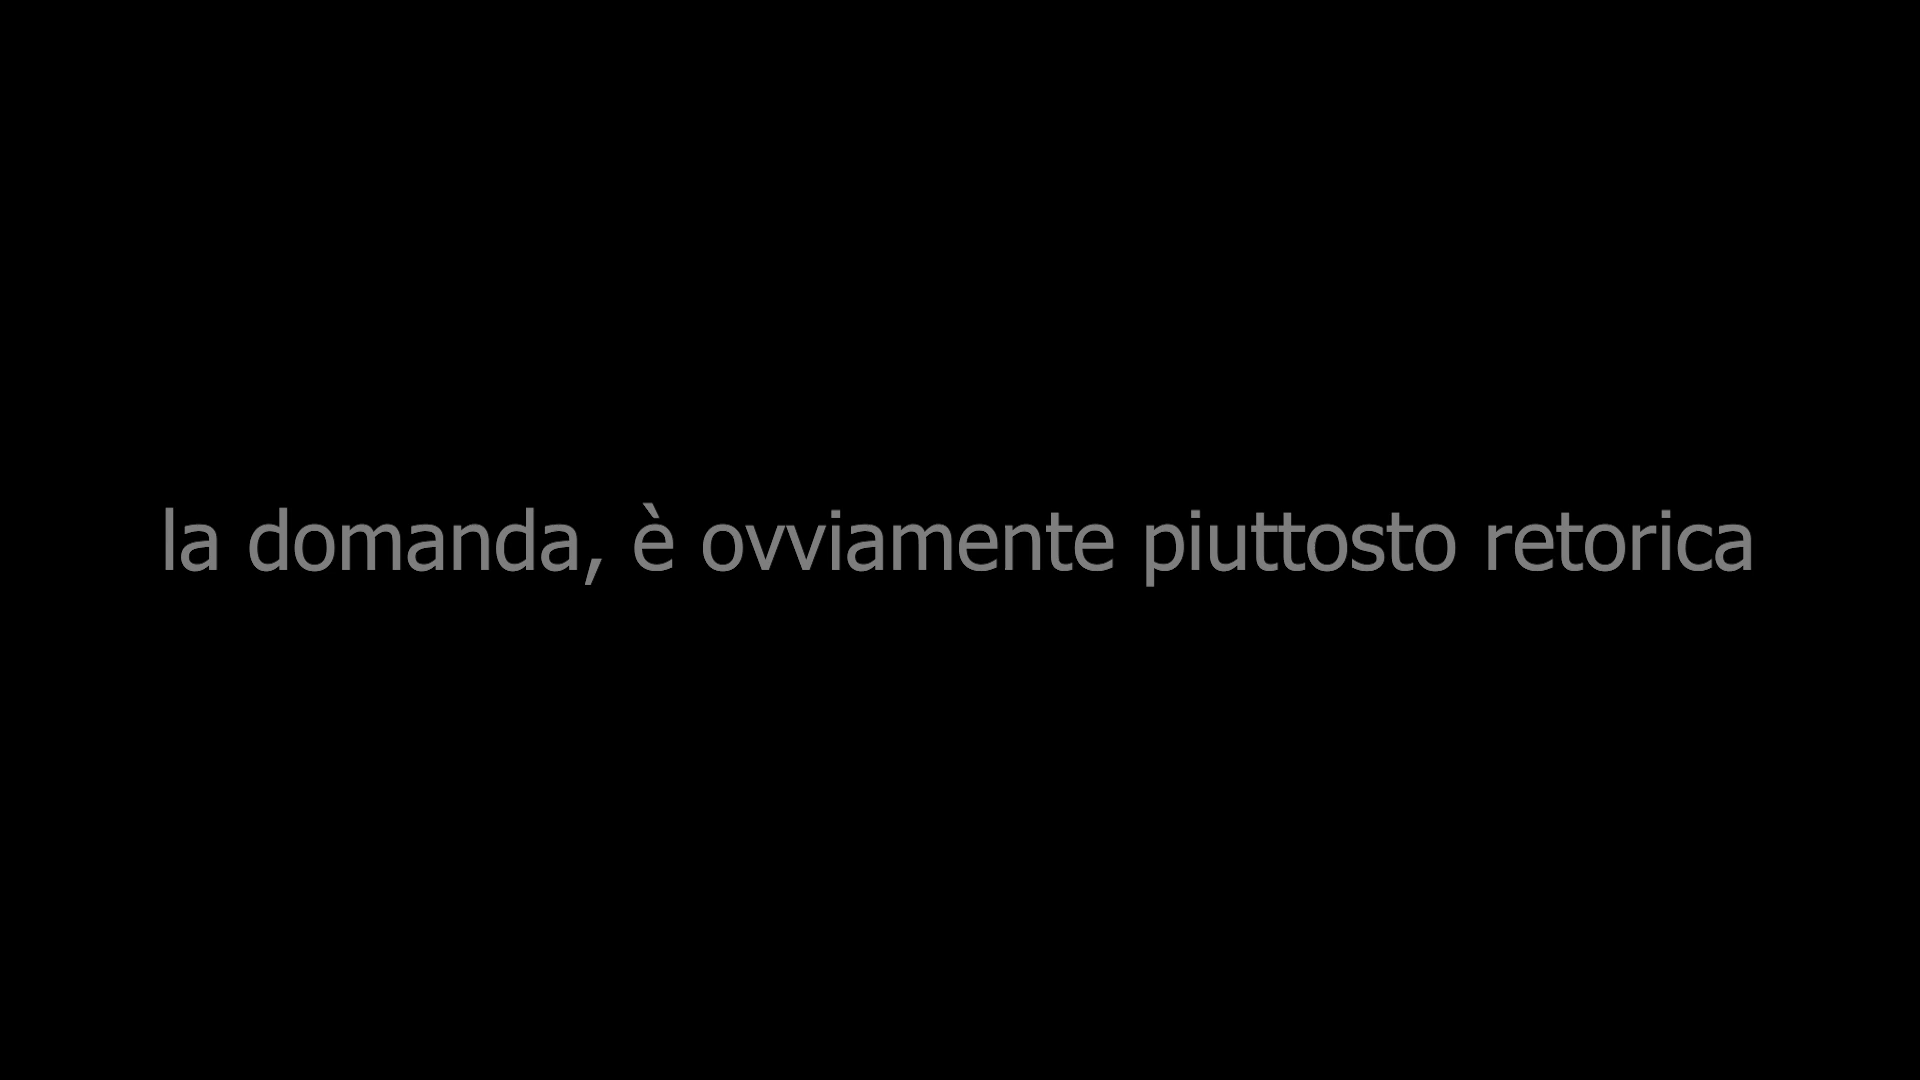 la domanda, è ovviamente piuttosto retorica